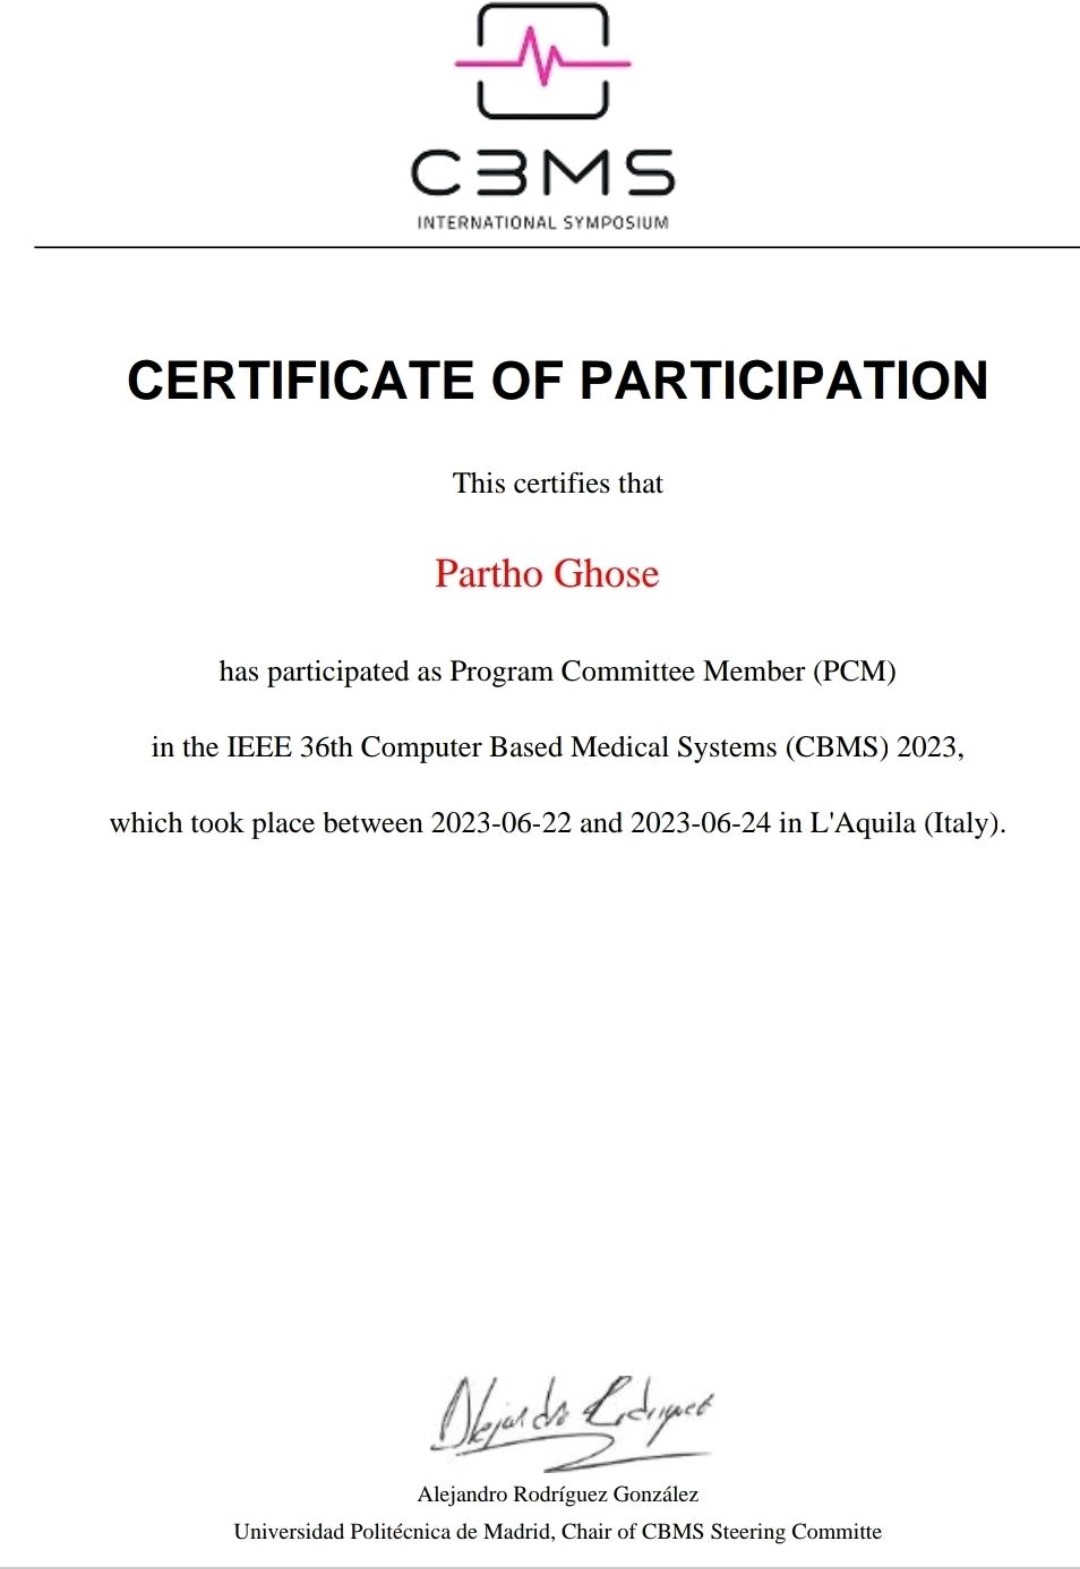 CBMS
INTERNATIONAL SYMPOSIUM
CERTIFICATE OF PARTICIPATION
This certifies that
Partho Ghose
has participated as Program Committee Member (PCM)
in the IEEE 36th Computer Based Medical Systems (CBMS) 2023,
which took place between 2023-06-22 and 2023-06-24 in L'Aquila (Italy).
Alejandro Rodriguez
Alejandro Rodríguez González
Universidad Politécnica de Madrid, Chair of CBMS Steering Committe